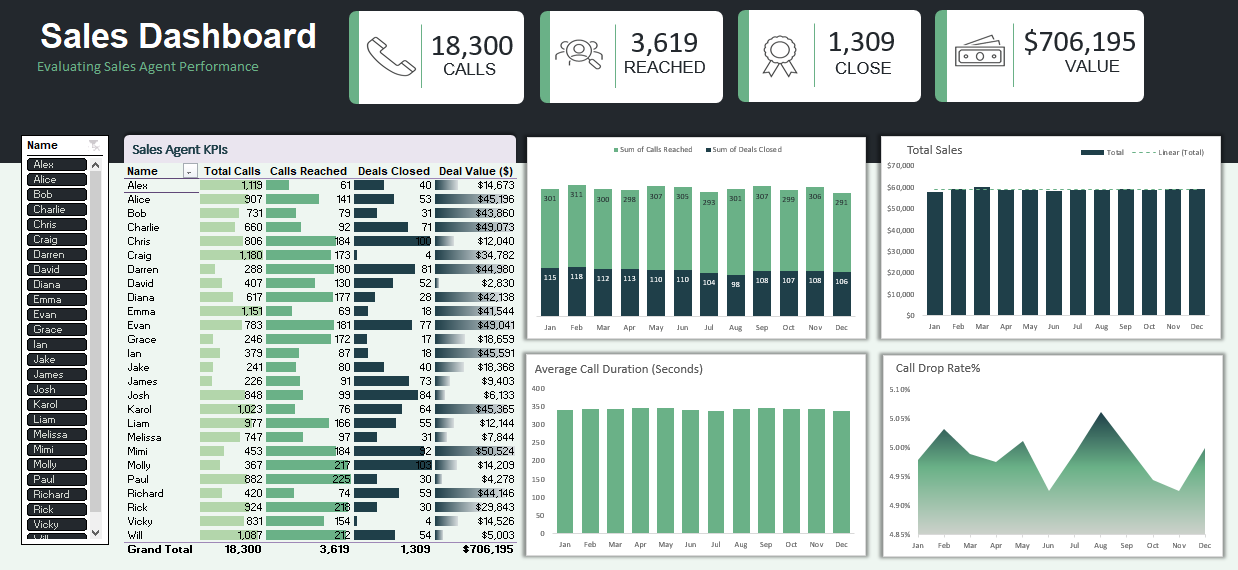 Sales Dashboard
Evaluating Sales Agent Performance
18,300
CALLS
3,619
REACHED
1,309
CLOSE
$706,195
VALUE
Name
Alex
Alice
Bob
Charlie
Chris
Craig
Darren
David
Diana
Emma
Evan
Grace
Ian
Jake
James
Josh
Karol
Liam
Melissa
Mimi
Molly
Paul
Richard
Rick
Vicky
Will
Sales Agent KPIs
Name Total Calls Calls Reached Deals Closed Deal Value ($)
Alex 1,119 61 40 $14,673
Alice 907 141 53 $45,196
Bob 731 79 31 $43,860
Charlie 660 92 71 $49,073
Chris 806 184 100 $12,040
Craig 1,180 173 4 $34,782
Darren 288 180 81 $44,980
David 407 130 52 $2,830
Diana 617 177 28 $42,138
Emma 1,151 69 18 $41,544
Evan 783 181 77 $49,041
Grace 246 172 17 $18,659
Ian 379 87 18 $45,591
Jake 241 80 40 $18,368
James 226 91 73 $9,403
Josh 848 99 84 $6,133
Karol 1,023 76 64 $45,365
Liam 977 166 55 $12,144
Melissa 747 97 31 $7,844
Mimi 453 184 92 $50,524
Molly 367 217 103 $14,209
Paul 882 225 30 $4,278
Richard 420 74 59 $44,146
Rick 924 218 30 $29,843
Vicky 831 154 4 $14,526
Will 1,087 212 54 $5,003
Grand Total 18,300 3,619 1,309 $706,195
Sum of Calls Reached Sum of Deals Closed
301 311 300 298 307 305 293 301 307 299 306 291
115 118 112 113 110 110 104 98 108 107 108 106
Jan Feb Mar Apr May Jun Jul Aug Sep Oct Nov Dec
Total Sales
Total Linear (Total)
$70,000
$60,000
$50,000
$40,000
$30,000
$20,000
$10,000
$0
Jan Feb Mar Apr May Jun Jul Aug Sep Oct Nov Dec
Average Call Duration (Seconds)
400
350
300
250
200
150
100
50
0
Jan Feb Mar Apr May Jun Jul Aug Sep Oct Nov Dec
Call Drop Rate%
5.10%
5.05%
5.00%
4.95%
4.90%
4.85%
Jan Feb Mar Apr May Jun Jul Aug Sep Oct Nov Dec